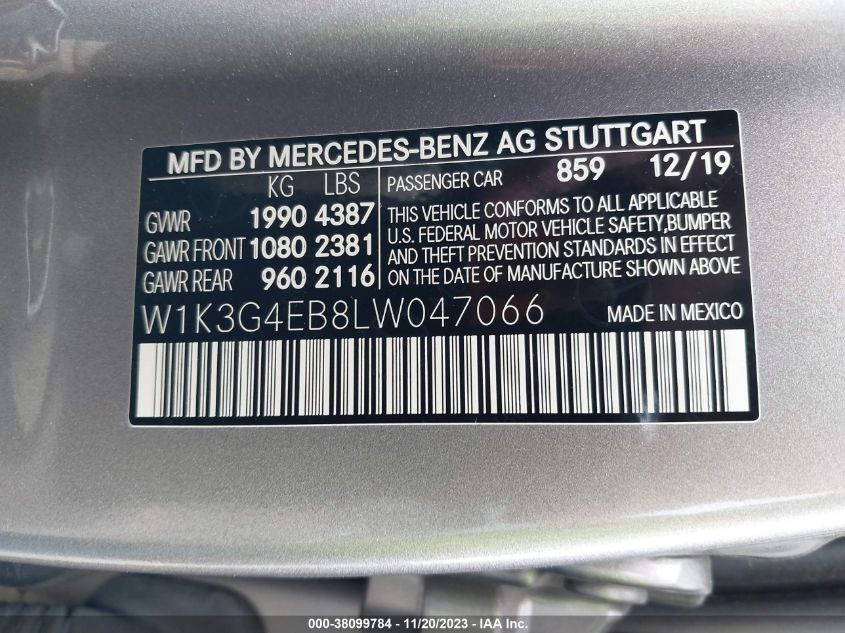 MFD BY MERCEDES-BENZ AG STUTTGART
KG LBS
GVWR 1990 4387
GAWR FRONT 1080 2381
GAWR REAR 960 2116
PASSENGER CAR 859 12/19
THIS VEHICLE CONFORMS TO ALL APPLICABLE
U.S. FEDERAL MOTOR VEHICLE SAFETY,BUMPER
AND THEFT PREVENTION STANDARDS IN EFFECT
ON THE DATE OF MANUFACTURE SHOWN ABOVE
W1K3G4EB8LW047066 MADE IN MEXICO
000-38099784 — 11/20/2023 — IAA Inc.